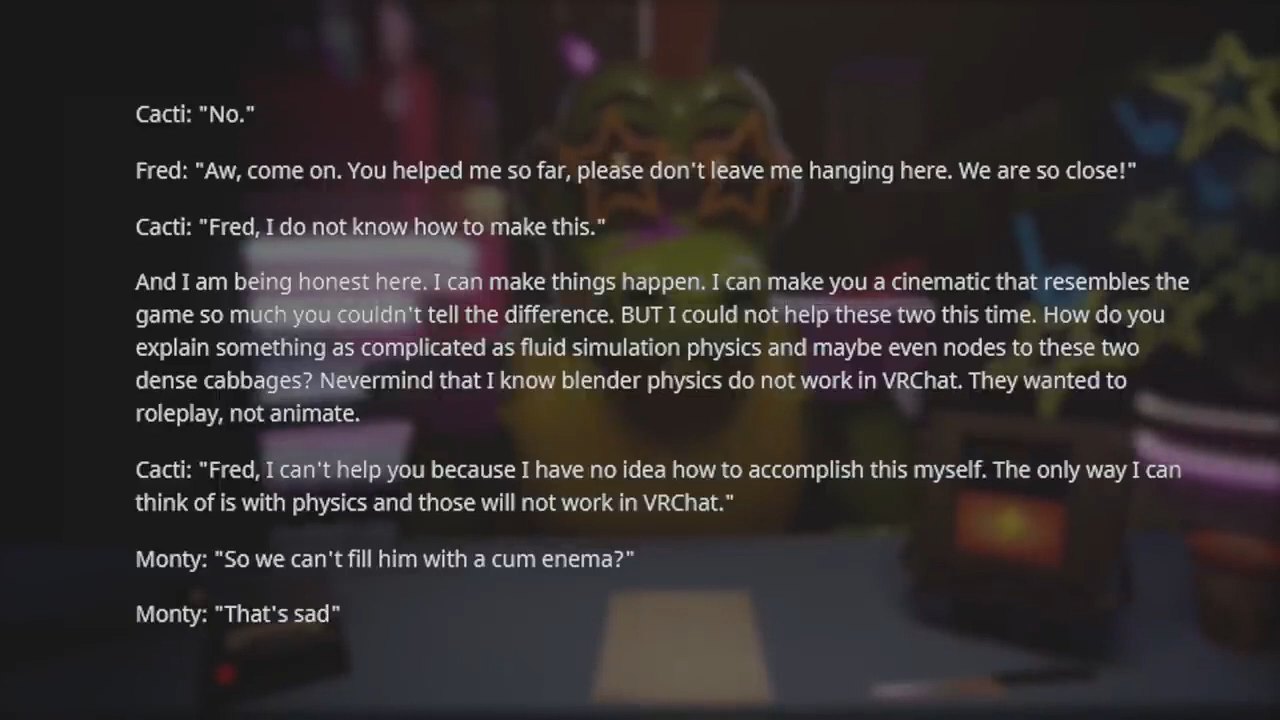 Cacti: "No."
Fred: "Aw, come on. You helped me so far, please don't leave me hanging here. We are so close!"
Cacti: "Fred, I do not know how to make this."
And I am being honest here. I can make things happen. I can make you a cinematic that resembles the
game so much you couldn't tell the difference. BUT I could not help these two this time. How do you
explain something as complicated as fluid simulation physics and maybe even nodes to these two
dense cabbages? Nevermind that I know blender physics do not work in VRChat. They wanted to
roleplay, not animate.
Cacti: "Fred, I can't help you because I have no idea how to accomplish this myself. The only way I can
think of is with physics and those will not work in VRChat."
Monty: "So we can't fill him with a cum enema?"
Monty: "That's sad"